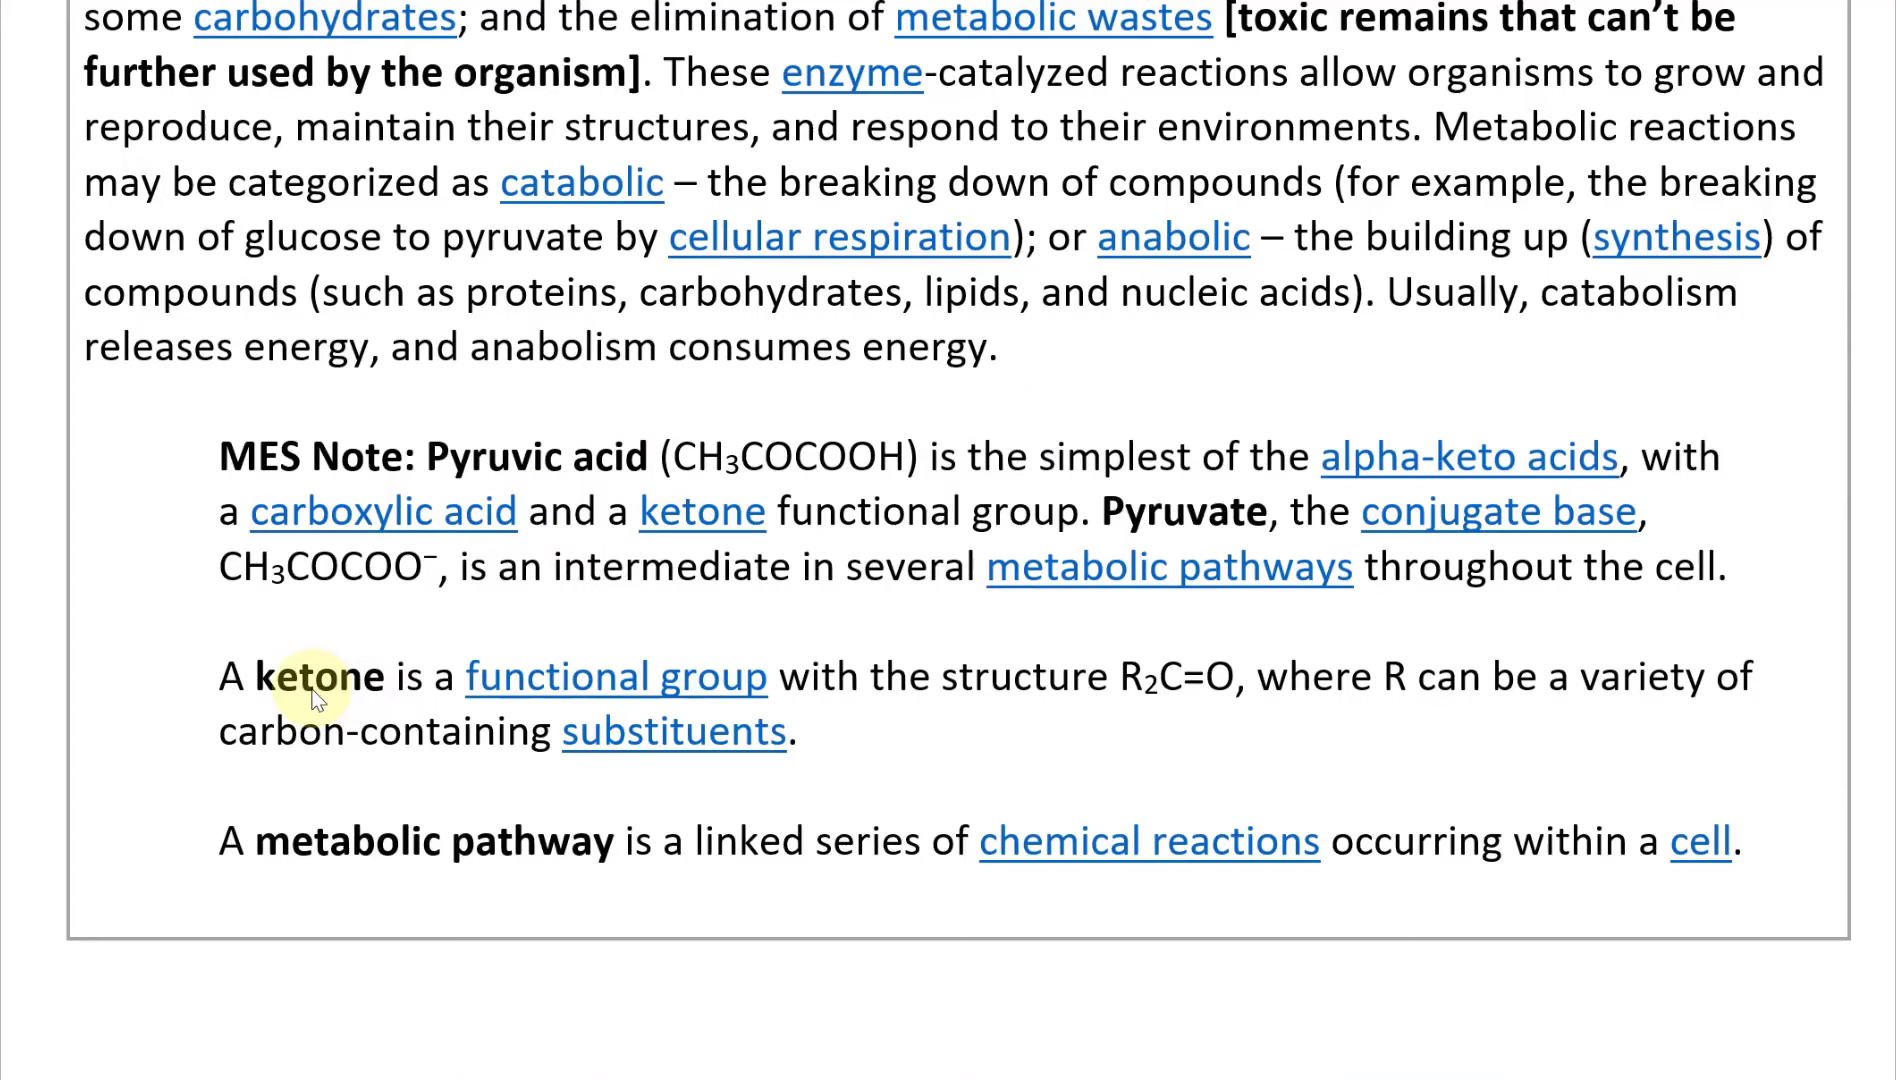 some carbohydrates; and the elimination of metabolic wastes [toxic remains that can’t be
further used by the organism]. These enzyme-catalyzed reactions allow organisms to grow and
reproduce, maintain their structures, and respond to their environments. Metabolic reactions
may be categorized as catabolic – the breaking down of compounds (for example, the breaking
down of glucose to pyruvate by cellular respiration); or anabolic – the building up (synthesis) of
compounds (such as proteins, carbohydrates, lipids, and nucleic acids). Usually, catabolism
releases energy, and anabolism consumes energy.
MES Note: Pyruvic acid (CH₃COCOOH) is the simplest of the alpha-keto acids, with
a carboxylic acid and a ketone functional group. Pyruvate, the conjugate base,
CH₃COCOO⁻, is an intermediate in several metabolic pathways throughout the cell.
A ketone is a functional group with the structure R₂C=O, where R can be a variety of
carbon-containing substituents.
A metabolic pathway is a linked series of chemical reactions occurring within a cell.